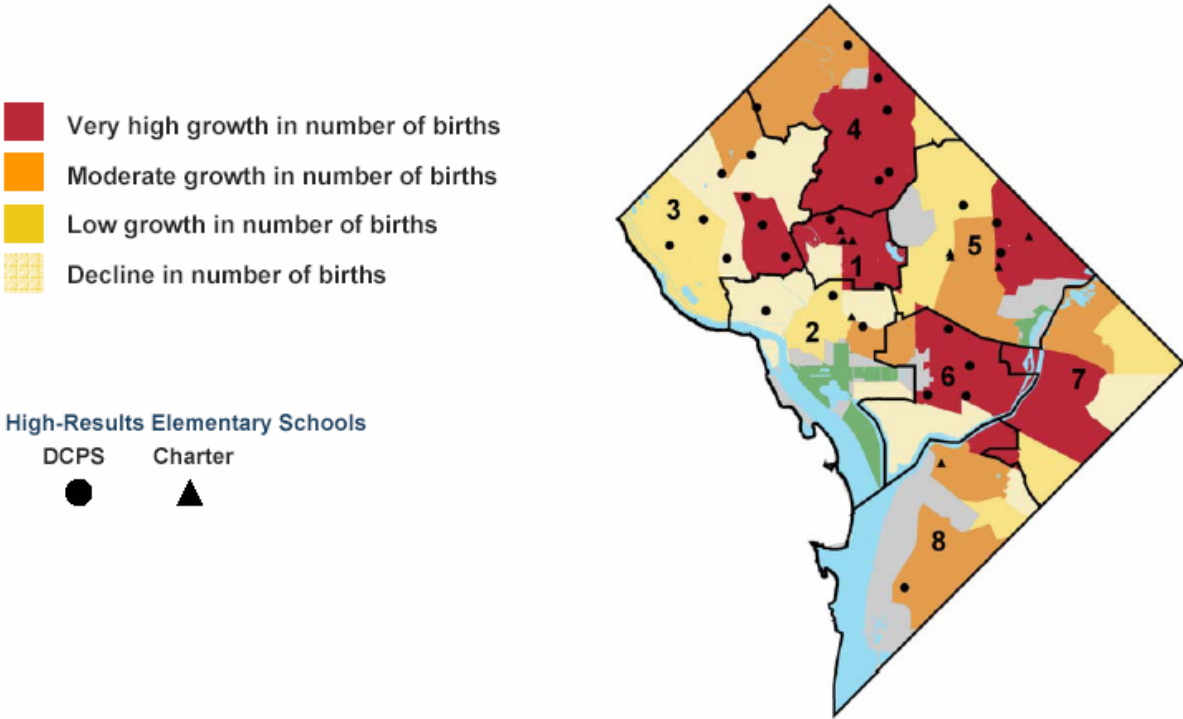 Very high growth in number of births
Moderate growth in number of births
Low growth in number of births
Decline in number of births
High-Results Elementary Schools
DCPS Charter
4
3
5
1
2
6
7
8